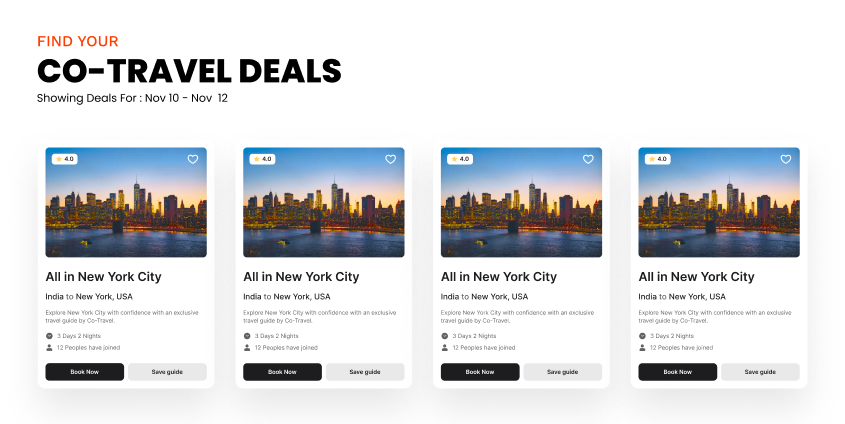 FIND YOUR
CO-TRAVEL DEALS
Showing Deals For : Nov 10 - Nov 12
4.0
All in New York City
India to New York, USA
Explore New York City with confidence with an exclusive
travel guide by Co-Travel.
3 Days 2 Nights
12 Peoples have joined
Book Now
Save guide
4.0
All in New York City
India to New York, USA
Explore New York City with confidence with an exclusive
travel guide by Co-Travel.
3 Days 2 Nights
12 Peoples have joined
Book Now
Save guide
4.0
All in New York City
India to New York, USA
Explore New York City with confidence with an exclusive
travel guide by Co-Travel.
3 Days 2 Nights
12 Peoples have joined
Book Now
Save guide
4.0
All in New York City
India to New York, USA
Explore New York City with confidence with an exclusive
travel guide by Co-Travel.
3 Days 2 Nights
12 Peoples have joined
Book Now
Save guide